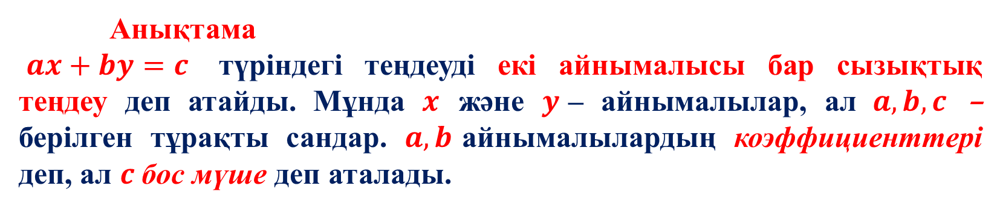 Анықтама
ax + by = c түріндегі теңдеуді екі айнымалысы бар сызықтық
теңдеу деп атайды. Мұнда x және y – айнымалылар, ал a, b, c –
берілген тұрақты сандар. a, b айнымалылардың коэффициенттері
деп, ал c бос мүше деп аталады.